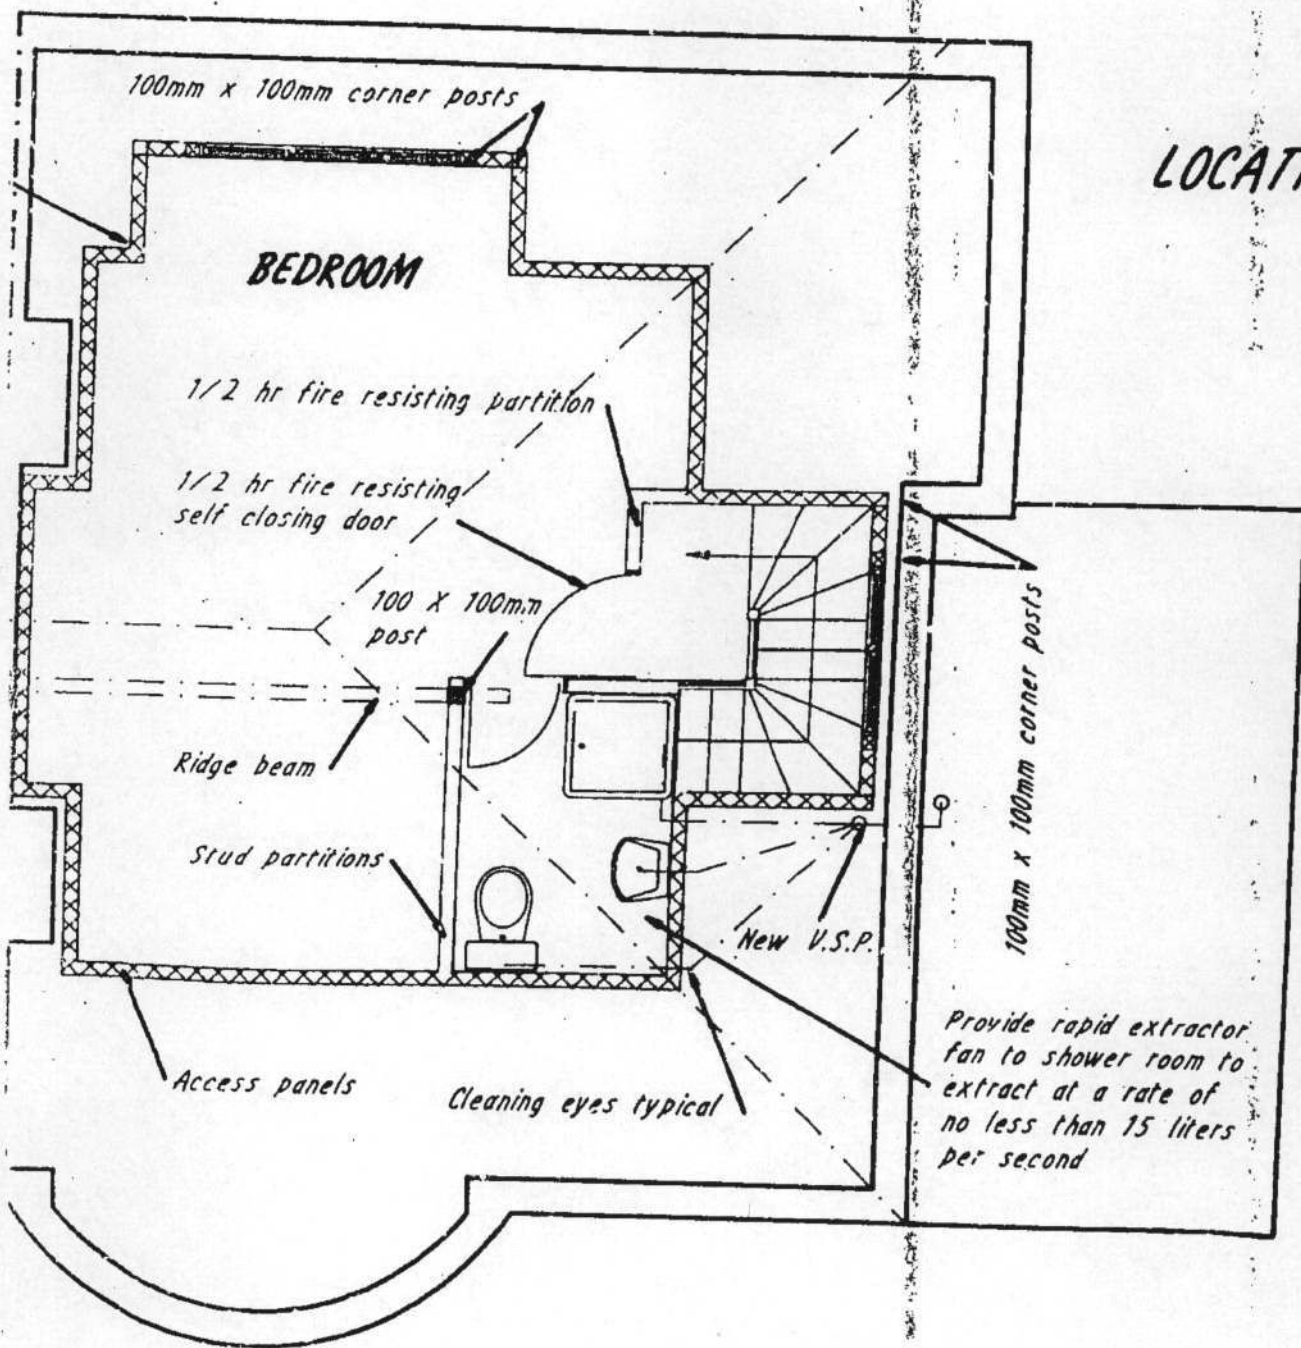 100mm x 100mm corner posts
BEDROOM
1/2 hr fire resisting partition
1/2 hr fire resisting
self closing door
100 X 100mm
post
Ridge beam
Stud partitions
New V.S.P.
100mm x 100mm corner posts
Access panels
Cleaning eyes typical
Provide rapid extractor
fan to shower room to
extract at a rate of
no less than 15 liters
per second